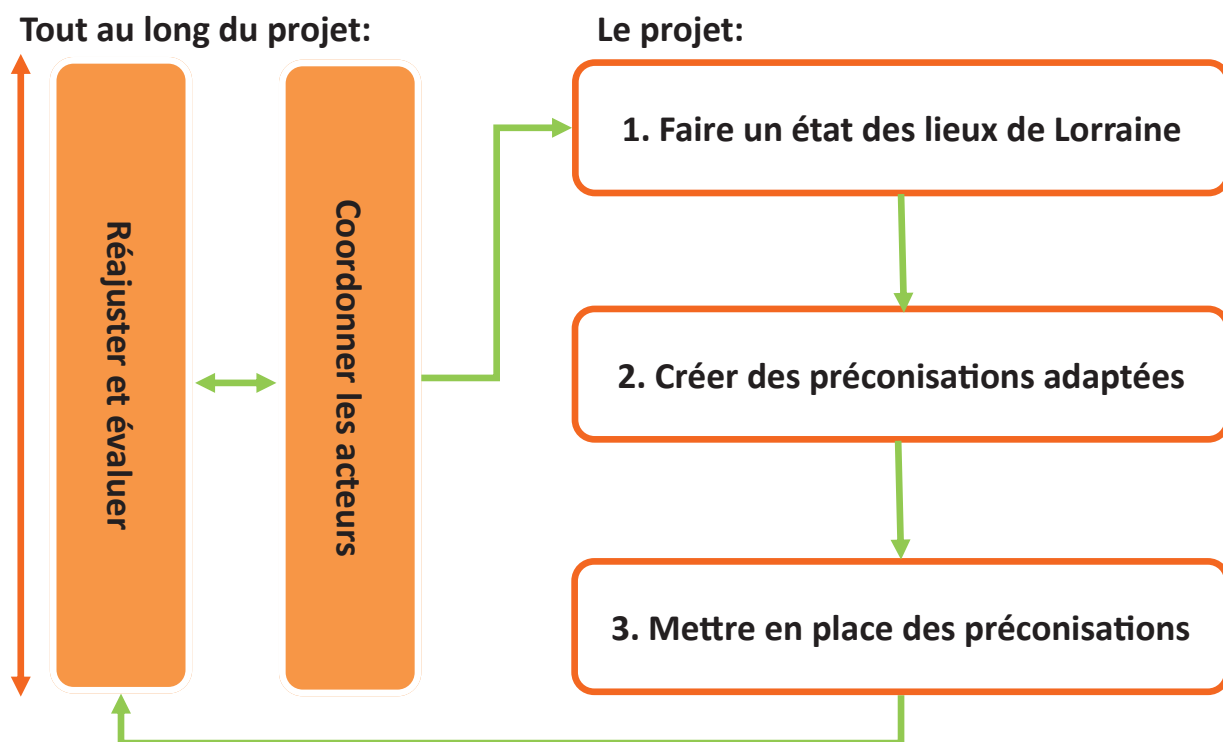 Tout au long du projet:
Réajuster et évaluer
Coordonner les acteurs
Le projet:
1. Faire un état des lieux de Lorraine
2. Créer des préconisations adaptées
3. Mettre en place des préconisations